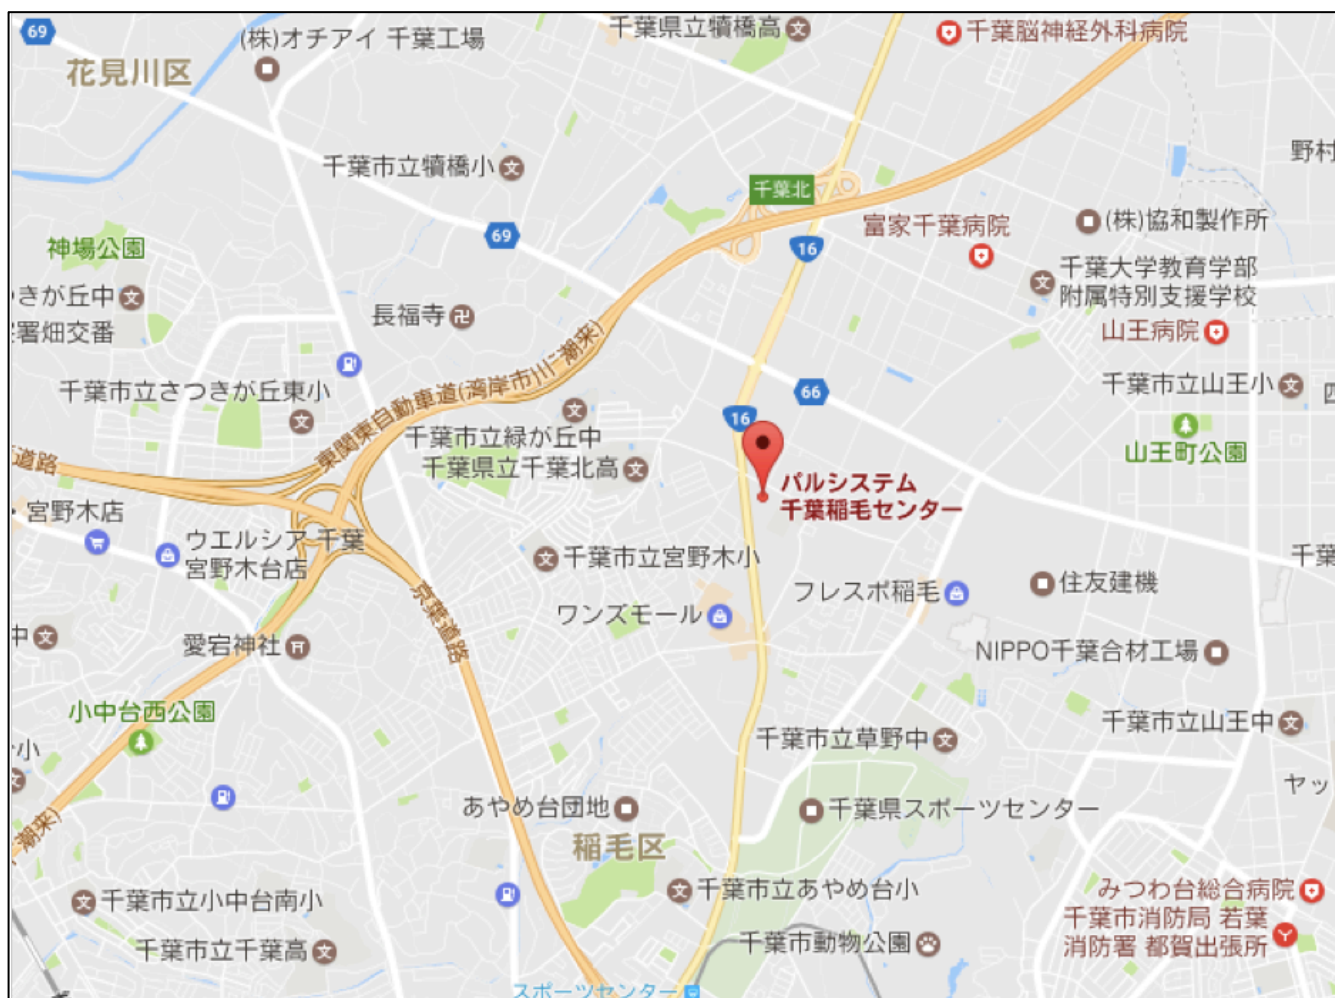 69
(株)オチアイ 千葉工場
千葉県立犢橋高
千葉脳神経外科病院
花見川区
千葉市立犢橋小
野村
千葉北
神場公園
69
16
富家千葉病院
(株)協和製作所
千葉大学教育学部
附属特別支援学校
つきが丘中
署畑交番
長福寺
山王病院
東関東自動車道(湾岸市川-潮来)
千葉市立さつきが丘東小
66
千葉市立山王小
16
千葉市立緑が丘中
千葉県立千葉北高
山王町公園
道路
パルシステム
千葉稲毛センター
宮野木店
ウエルシア
宮野木台店
千葉
千葉市立宮野木小
千葉
京葉道路
フレスポ稲毛
住友建機
ワンズモール
中
愛宕神社
NIPPO千葉合材工場
小中台西公園
千葉市立山王中
小
千葉市立草野中
ヤッ
潮来)
あやめ台団地
千葉県スポーツセンター
稲毛区
千葉市立小中台南小
千葉市立あやめ台小
みつわ台総合病院
千葉市消防局 若葉
消防署 都賀出張所
千葉市立千葉高
千葉市動物公園
スポーツセンター